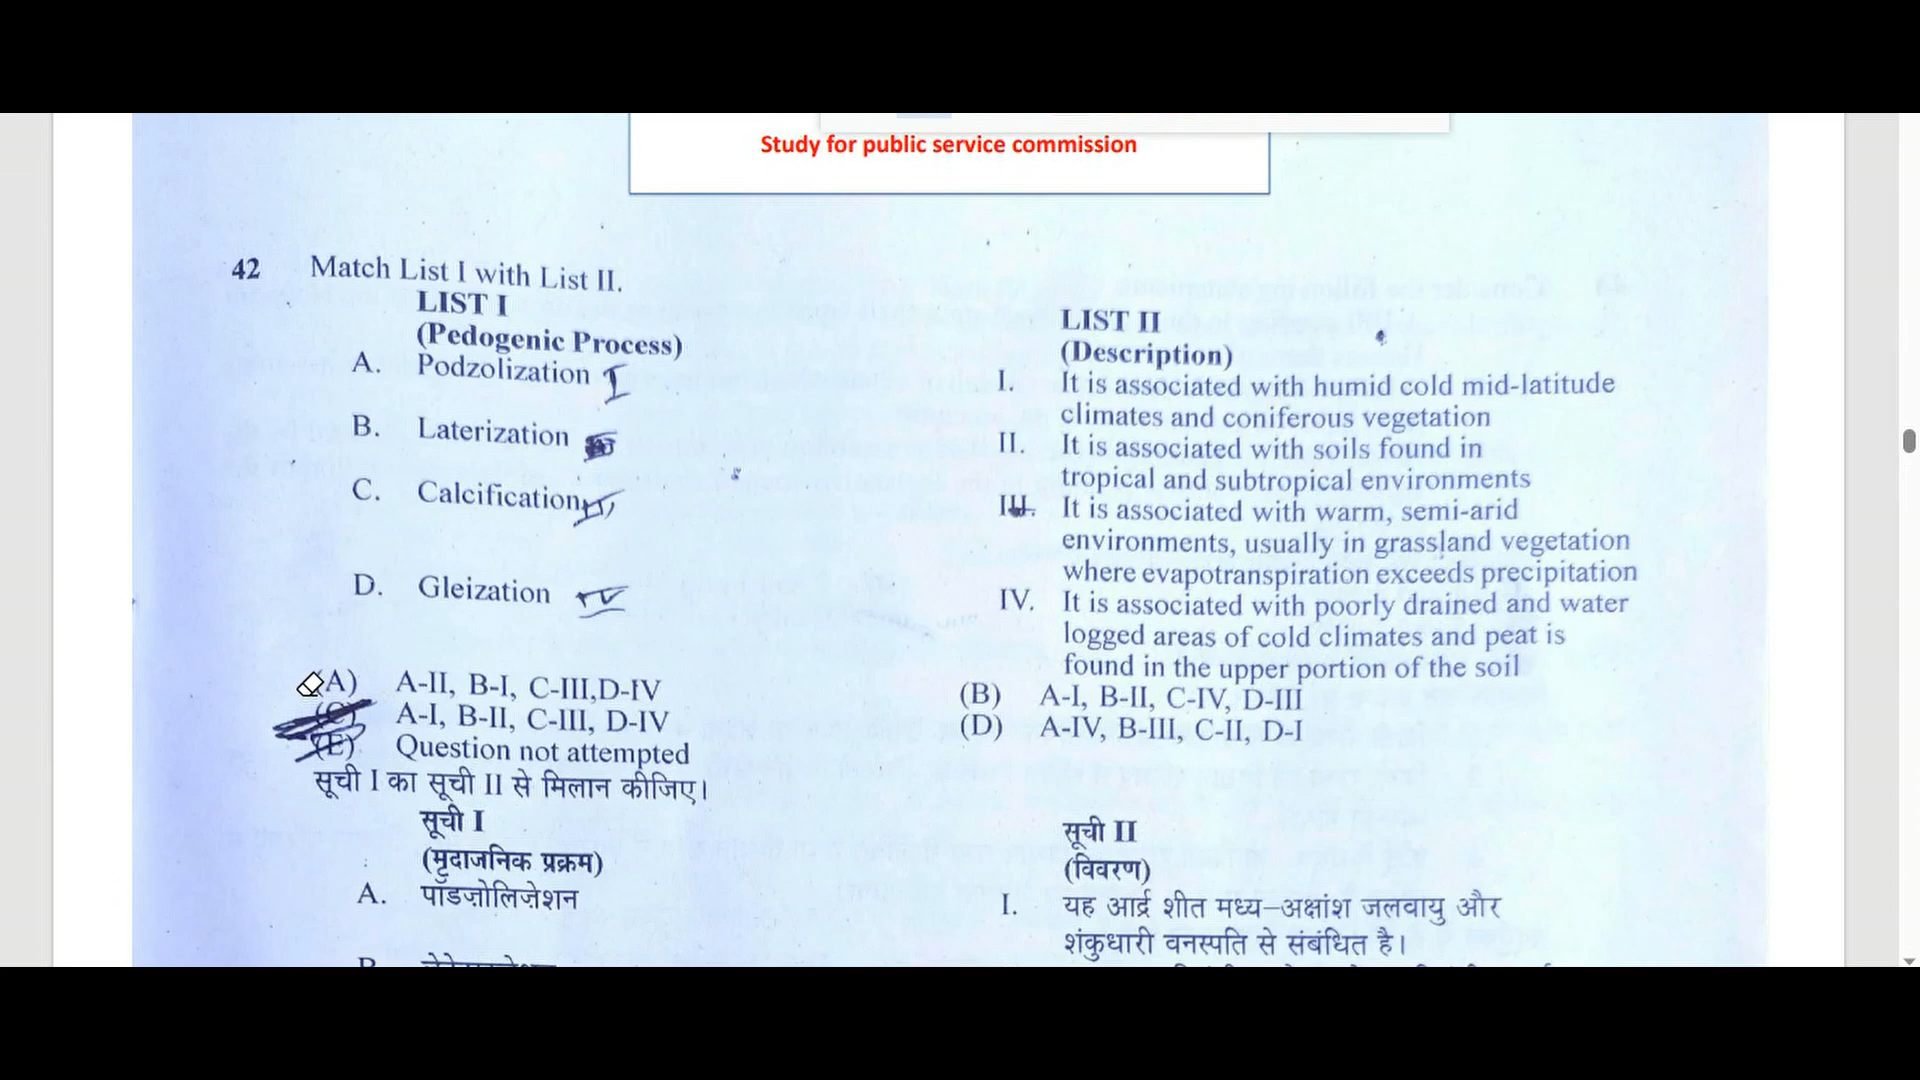 Study for public service commission
42 Match List I with List II.
LIST I
(Pedogenic Process)
A. Podzolization I
B. Laterization
C. Calcification
D. Gleization IV
LIST II
(Description)
I. It is associated with humid cold mid-latitude
climates and coniferous vegetation
II. It is associated with soils found in
tropical and subtropical environments
III. It is associated with warm, semi-arid
environments, usually in grassland vegetation
where evapotranspiration exceeds precipitation
IV. It is associated with poorly drained and water
logged areas of cold climates and peat is
found in the upper portion of the soil
(A) A-II, B-I, C-III,D-IV
(B) A-I, B-II, C-IV, D-III
(C) A-I, B-II, C-III, D-IV
(D) A-IV, B-III, C-II, D-I
(E) Question not attempted
सूची I का सूची II से मिलान कीजिए।
सूची I
(मृदाजनिक प्रक्रम)
A. पॉडज़ोलिज़ेशन
सूची II
(विवरण)
I. यह आर्द्र शीत मध्य–अक्षांश जलवायु और
शंकुधारी वनस्पति से संबंधित है।